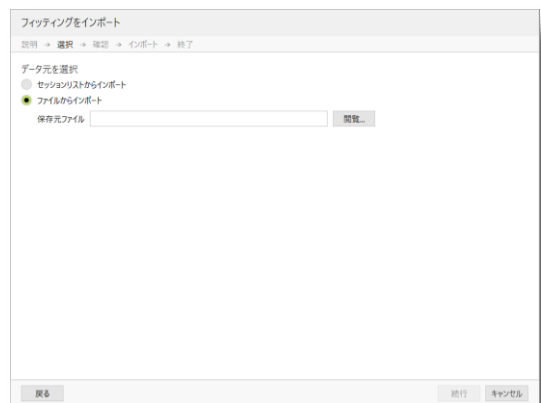 フィッティングをインポート
説明 → 選択 → 確認 → インポート → 終了
データ元を選択
セッションリストからインポート
ファイルからインポート
保存元ファイル
閲覧...
戻る
続行
キャンセル